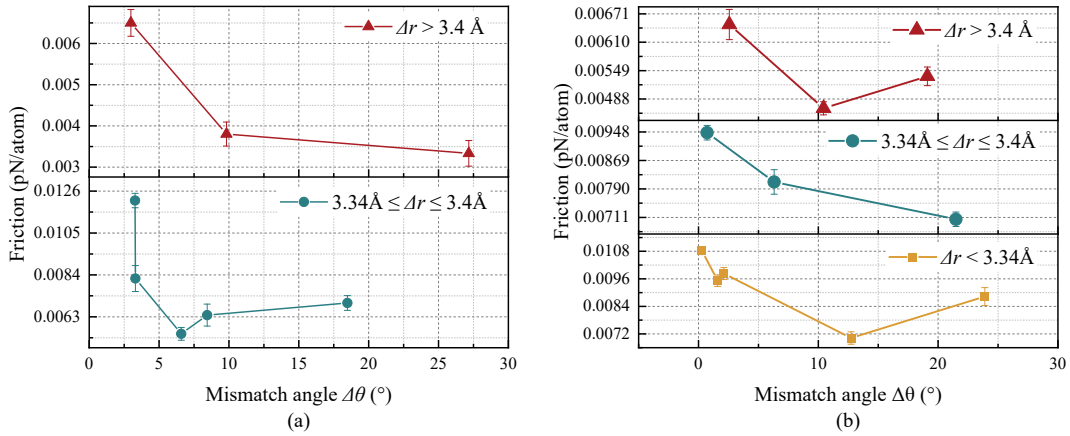 Friction (pN/atom)
0.006
0.004
0.003
Δr > 3.4 Å
0.0126
0.0105
0.0084
0.0063
3.34Å ≤ Δr ≤ 3.4Å
0 5 10 15 20 25 30
Mismatch angle Δθ (°)
(a)
Friction (pN/atom)
0.00671
0.00610
0.00549
0.00488
Δr > 3.4 Å
0.00948
0.00869
0.00790
0.00711
3.34Å ≤ Δr ≤ 3.4Å
0.0108
0.0096
0.0084
0.0072
Δr < 3.34Å
0 10 20 30
Mismatch angle Δθ (°)
(b)